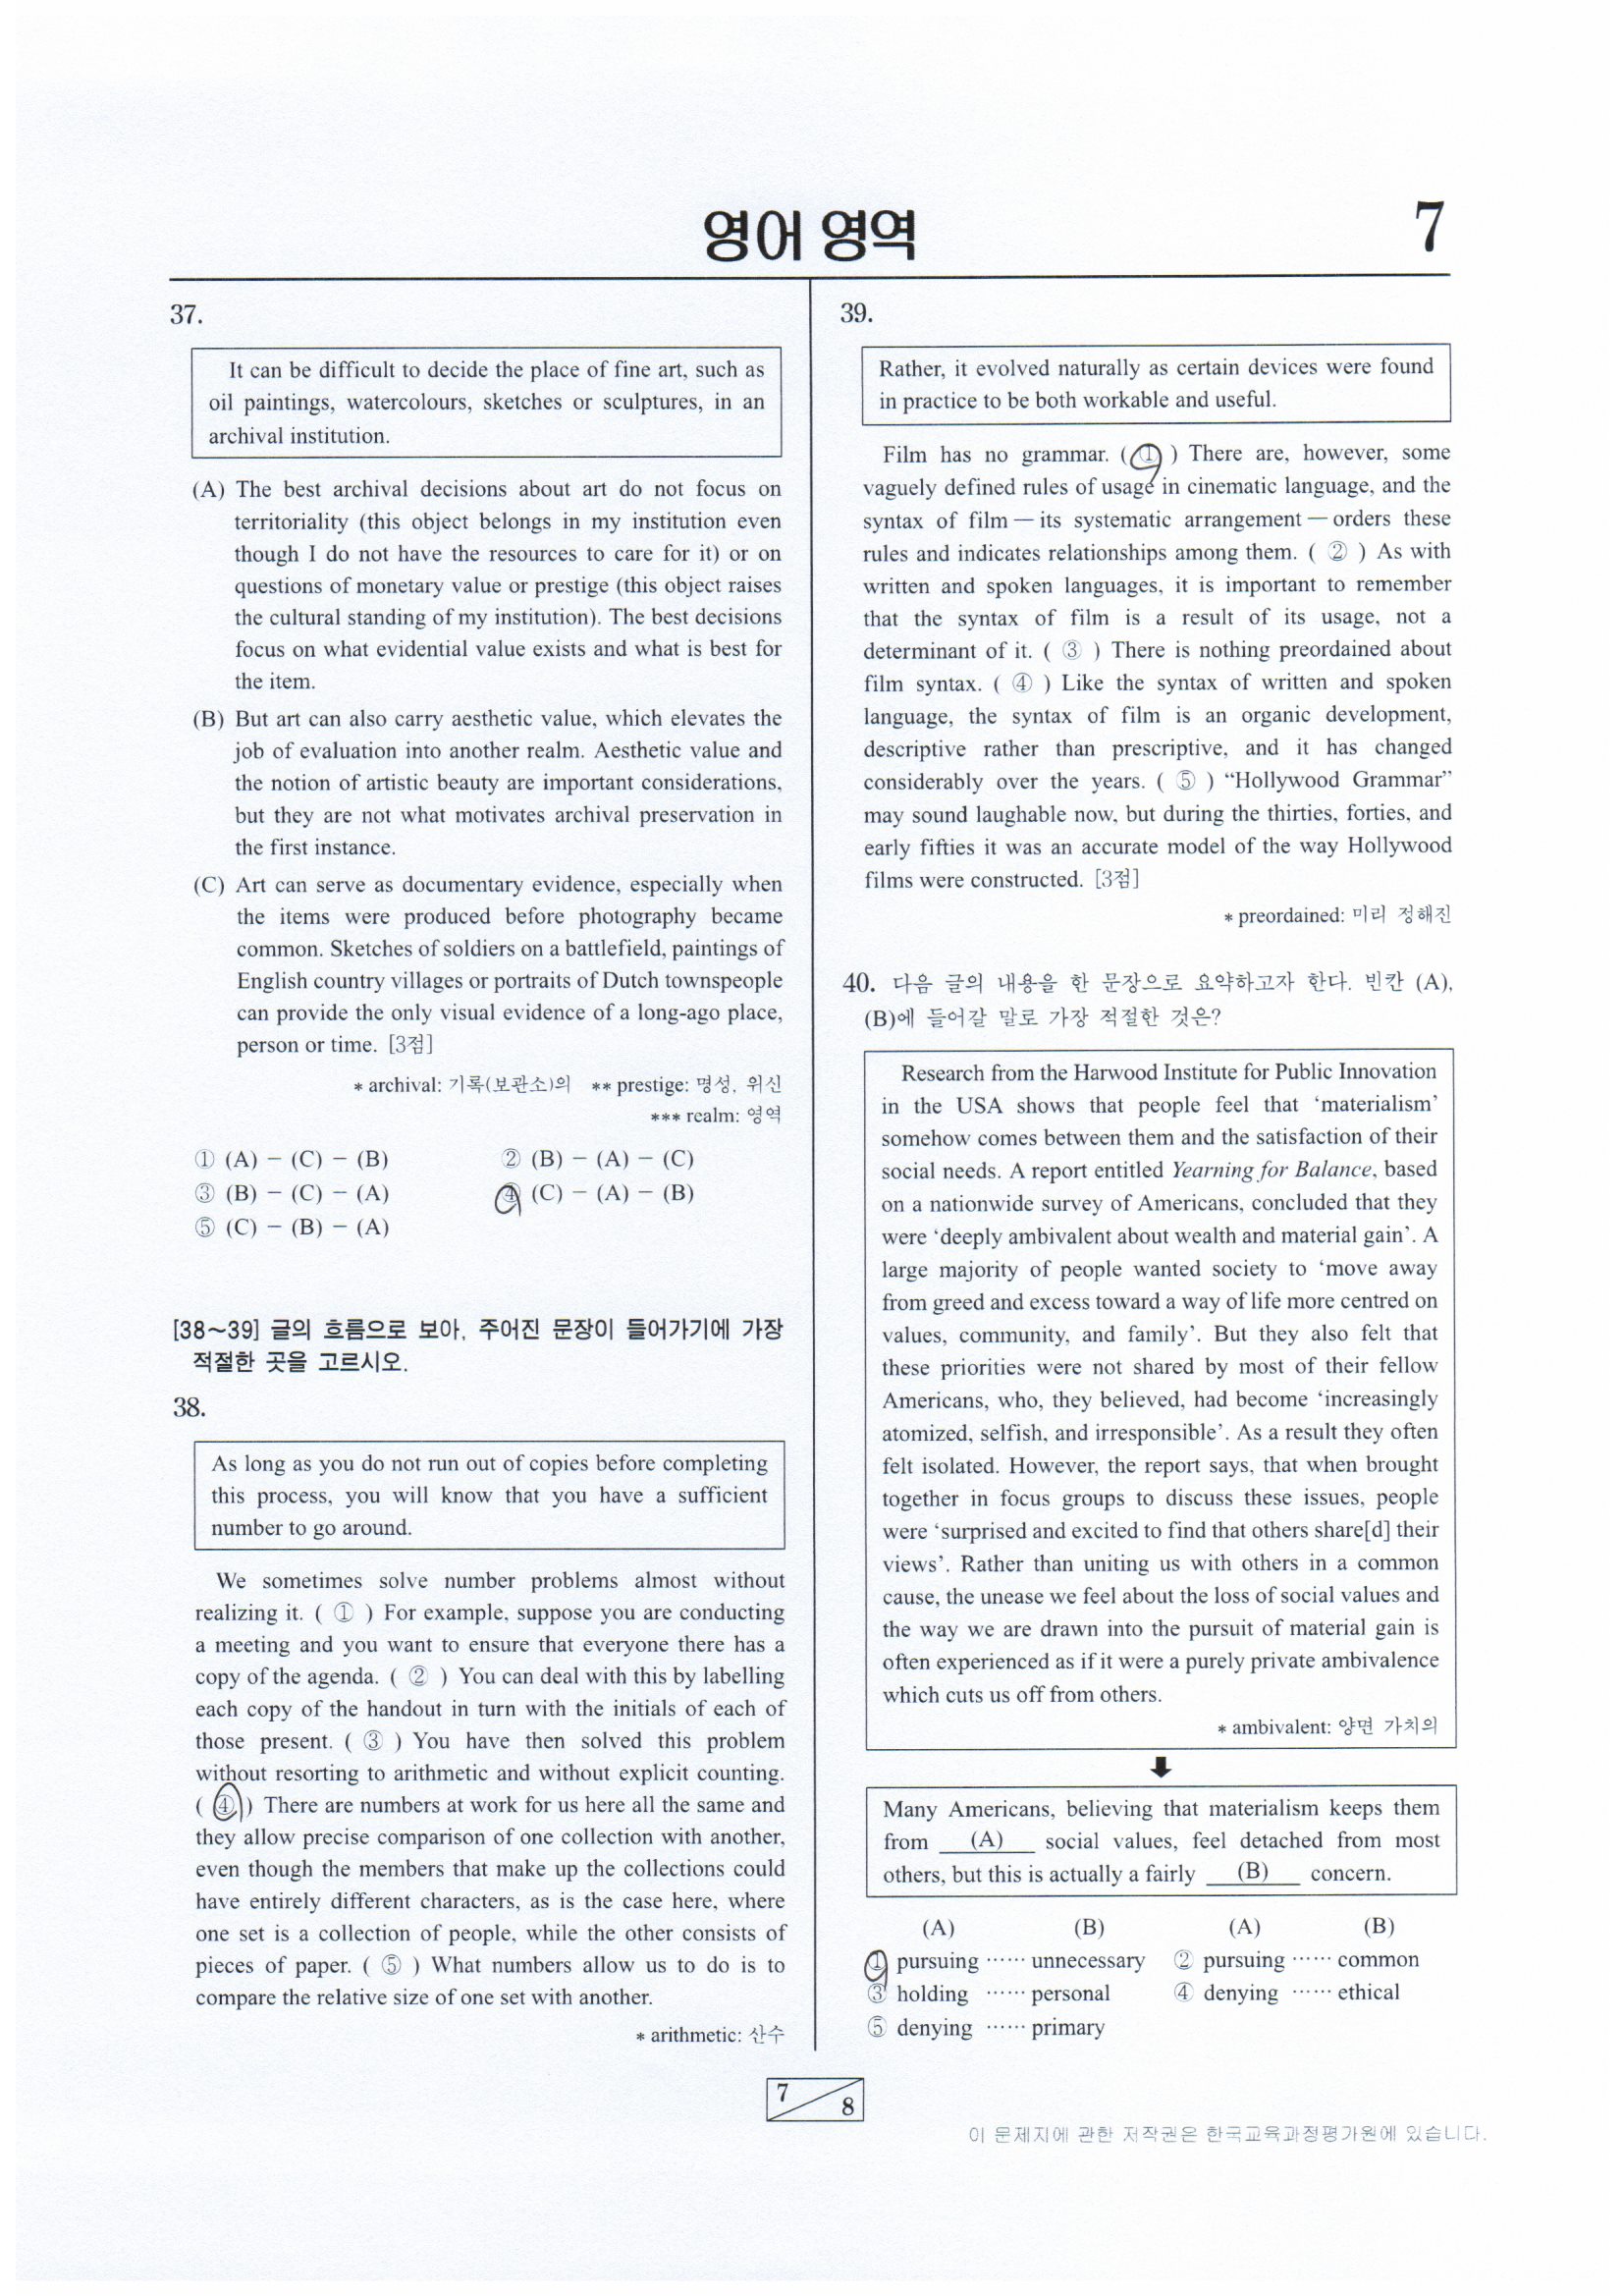 영어 영역
7
37.
It can be difficult to decide the place of fine art, such as
oil paintings, watercolours, sketches or sculptures, in an
archival institution.
(A) The best archival decisions about art do not focus on
territoriality (this object belongs in my institution even
though I do not have the resources to care for it) or on
questions of monetary value or prestige (this object raises
the cultural standing of my institution). The best decisions
focus on what evidential value exists and what is best for
the item.
(B) But art can also carry aesthetic value, which elevates the
job of evaluation into another realm. Aesthetic value and
the notion of artistic beauty are important considerations,
but they are not what motivates archival preservation in
the first instance.
(C) Art can serve as documentary evidence, especially when
the items were produced before photography became
common. Sketches of soldiers on a battlefield, paintings of
English country villages or portraits of Dutch townspeople
can provide the only visual evidence of a long-ago place,
person or time. [3점]
* archival: 기록(보관소)의 ** prestige: 명성, 위신
*** realm: 영역
① (A) － (C) － (B) ② (B) － (A) － (C)
③ (B) － (C) － (A) ④ (C) － (A) － (B)
⑤ (C) － (B) － (A)
[38～39] 글의 흐름으로 보아, 주어진 문장이 들어가기에 가장
적절한 곳을 고르시오.
38.
As long as you do not run out of copies before completing
this process, you will know that you have a sufficient
number to go around.
We sometimes solve number problems almost without
realizing it. ( ① ) For example, suppose you are conducting
a meeting and you want to ensure that everyone there has a
copy of the agenda. ( ② ) You can deal with this by labelling
each copy of the handout in turn with the initials of each of
those present. ( ③ ) You have then solved this problem
without resorting to arithmetic and without explicit counting.
( ④ ) There are numbers at work for us here all the same and
they allow precise comparison of one collection with another,
even though the members that make up the collections could
have entirely different characters, as is the case here, where
one set is a collection of people, while the other consists of
pieces of paper. ( ⑤ ) What numbers allow us to do is to
compare the relative size of one set with another.
* arithmetic: 산수
39.
Rather, it evolved naturally as certain devices were found
in practice to be both workable and useful.
Film has no grammar. ( ① ) There are, however, some
vaguely defined rules of usage in cinematic language, and the
syntax of film — its systematic arrangement — orders these
rules and indicates relationships among them. ( ② ) As with
written and spoken languages, it is important to remember
that the syntax of film is a result of its usage, not a
determinant of it. ( ③ ) There is nothing preordained about
film syntax. ( ④ ) Like the syntax of written and spoken
language, the syntax of film is an organic development,
descriptive rather than prescriptive, and it has changed
considerably over the years. ( ⑤ ) “Hollywood Grammar”
may sound laughable now, but during the thirties, forties, and
early fifties it was an accurate model of the way Hollywood
films were constructed. [3점]
* preordained: 미리 정해진
40. 다음 글의 내용을 한 문장으로 요약하고자 한다. 빈칸 (A),
(B)에 들어갈 말로 가장 적절한 것은?
Research from the Harwood Institute for Public Innovation
in the USA shows that people feel that ‘materialism’
somehow comes between them and the satisfaction of their
social needs. A report entitled Yearning for Balance, based
on a nationwide survey of Americans, concluded that they
were ‘deeply ambivalent about wealth and material gain’. A
large majority of people wanted society to ‘move away
from greed and excess toward a way of life more centred on
values, community, and family’. But they also felt that
these priorities were not shared by most of their fellow
Americans, who, they believed, had become ‘increasingly
atomized, selfish, and irresponsible’. As a result they often
felt isolated. However, the report says, that when brought
together in focus groups to discuss these issues, people
were ‘surprised and excited to find that others share[d] their
views’. Rather than uniting us with others in a common
cause, the unease we feel about the loss of social values and
the way we are drawn into the pursuit of material gain is
often experienced as if it were a purely private ambivalence
which cuts us off from others.
* ambivalent: 양면 가치의
Many Americans, believing that materialism keeps them
from (A) social values, feel detached from most
others, but this is actually a fairly (B) concern.
(A) (B) (A) (B)
① pursuing ······ unnecessary ② pursuing ······ common
③ holding ······ personal ④ denying ······ ethical
⑤ denying ······ primary
7 8
이 문제지에 관한 저작권은 한국교육과정평가원에 있습니다.